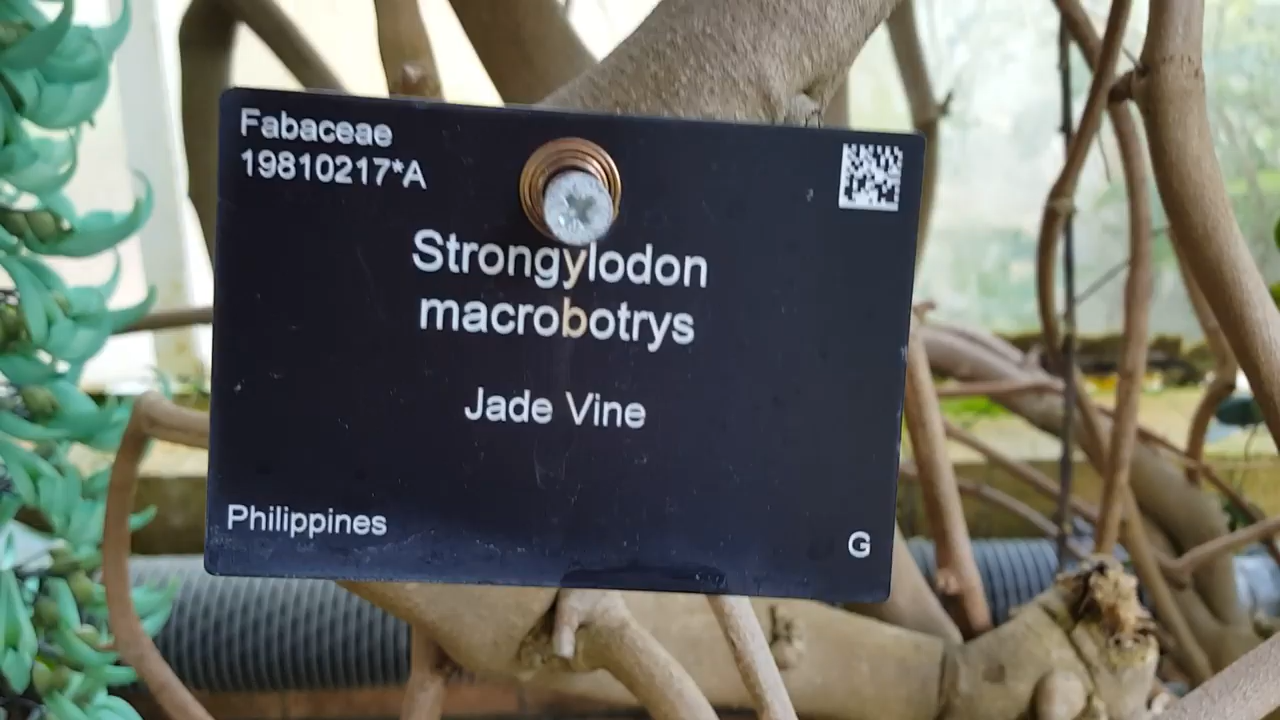 Fabaceae
19810217*A
Strongylodon
macrobotrys
Jade Vine
Philippines
G